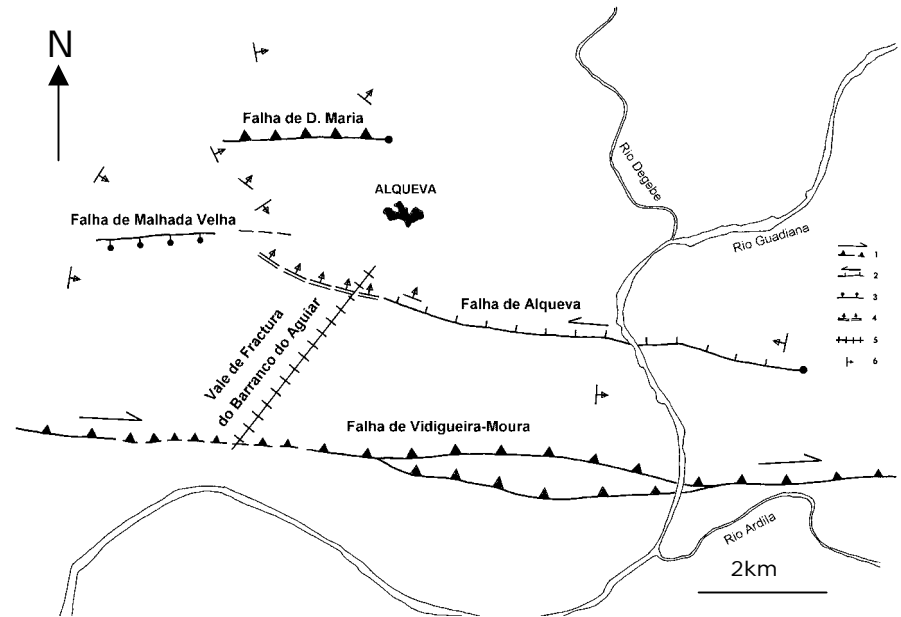 N
Falha de D. Maria
Rio Degebe
ALQUEVA
Falha de Malhada Velha
Rio Guadiana
1
2
3
4
5
6
Falha de Alqueva
Vale de Fractura
do Barranco do Aguiar
Falha de Vidigueira-Moura
Rio Ardila
2km